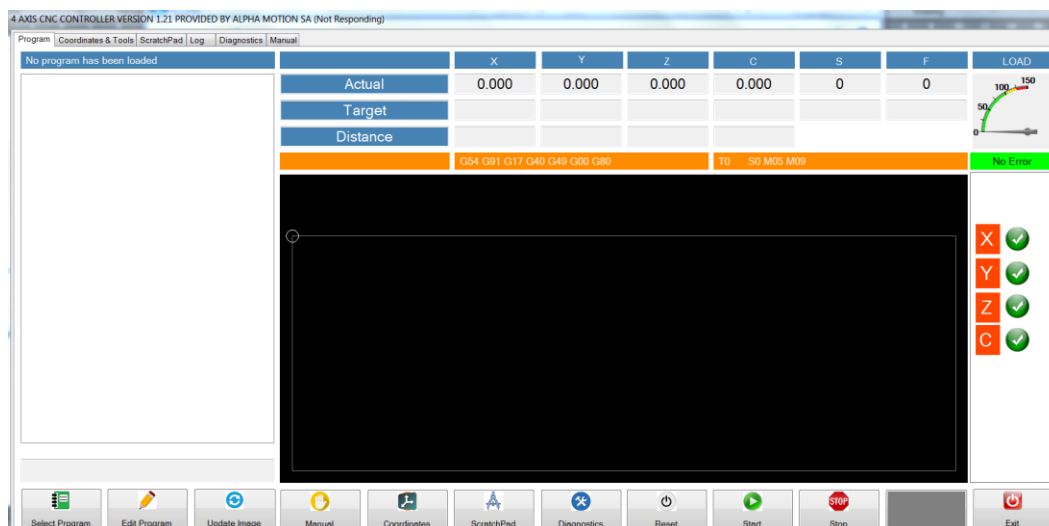 4 AXIS CNC CONTROLLER VERSION 1.21 PROVIDED BY ALPHA MOTION SA (Not Responding)
Program Coordinates & Tools ScratchPad Log Diagnostics Manual
No program has been loaded X Y Z C S F LOAD
Actual 0.000 0.000 0.000 0.000 0 0
0 50 100 150
Target
Distance
G54 G91 G17 G40 G49 G00 G80 T0 S0 M05 M09 No Error
X
Y
Z
C
STOP
Select Program Edit Program Update Image Manual Coordinates ScratchPad Diagnostics Reset Start Stop Exit